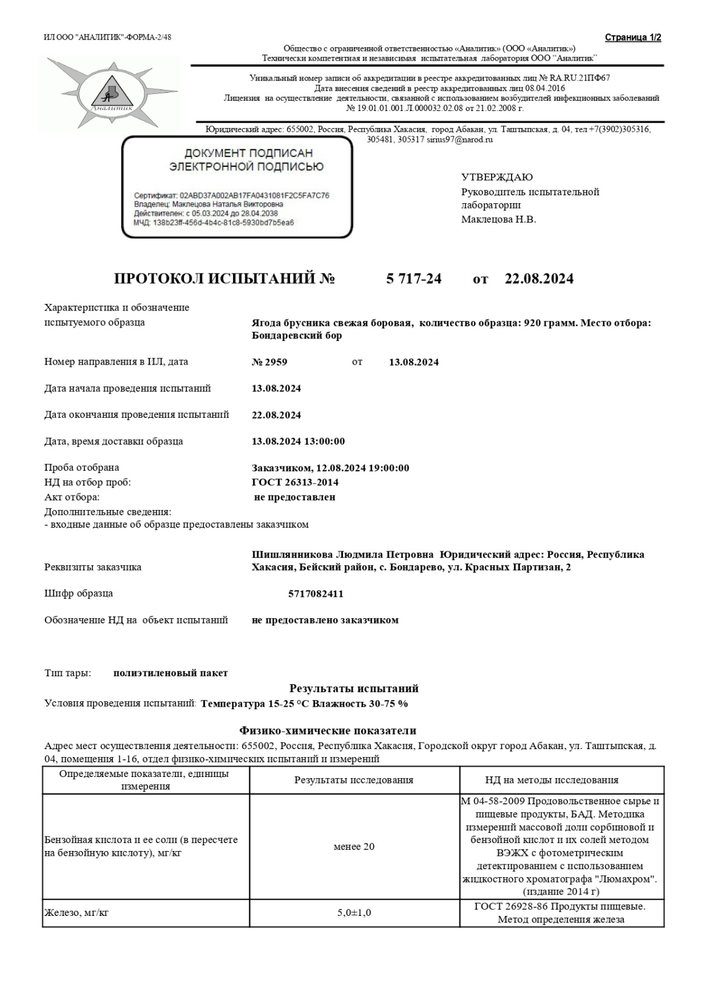 ИЛ ООО "АНАЛИТИК"-ФОРМА-2/48
Страница 1/2
Общество с ограниченной ответственностью «Аналитик» (ООО «Аналитик»)
Технически компетентная и независимая испытательная лаборатория ООО “Аналитик”
Уникальный номер записи об аккредитации в реестре аккредитованных лиц № RA.RU.21ПФ67
Дата внесения сведений в реестр аккредитованных лиц 08.04.2016
Лицензия на осуществление деятельности, связанной с использованием возбудителей инфекционных заболеваний
№ 19.01.01.001.Л.000032.02.08 от 21.02.2008 г.
Аналитик
Юридический адрес: 655002, Россия, Республика Хакасия, город Абакан, ул. Таштыпская, д. 04, тел +7(3902)305316,
305481, 305317 sirius97@narod.ru
ДОКУМЕНТ ПОДПИСАН
ЭЛЕКТРОННОЙ ПОДПИСЬЮ
Сертификат: 02ABD37A002AB17FA0431081F2C5FA7C76
Владелец: Маклецова Наталья Викторовна
Действителен: с 05.03.2024 до 28.04.2038
МЧД: 138b23ff-456d-4b4c-81c8-5930bd7b5ea6
УТВЕРЖДАЮ
Руководитель испытательной
лаборатории
Маклецова Н.В.
ПРОТОКОЛ ИСПЫТАНИЙ № 5 717-24 от 22.08.2024
Характеристика и обозначение
испытуемого образца Ягода брусника свежая боровая, количество образца: 920 грамм. Место отбора:
Бондаревский бор
Номер направления в ИЛ, дата № 2959 от 13.08.2024
Дата начала проведения испытаний 13.08.2024
Дата окончания проведения испытаний 22.08.2024
Дата, время доставки образца 13.08.2024 13:00:00
Проба отобрана Заказчиком, 12.08.2024 19:00:00
НД на отбор проб: ГОСТ 26313-2014
Акт отбора: не предоставлен
Дополнительные сведения:
- входные данные об образце предоставлены заказчиком
Шишлянникова Людмила Петровна Юридический адрес: Россия, Республика
Реквизиты заказчика Хакасия, Бейский район, с. Бондарево, ул. Красных Партизан, 2
Шифр образца 5717082411
Обозначение НД на объект испытаний не предоставлено заказчиком
Тип тары: полиэтиленовый пакет
Результаты испытаний
Условия проведения испытаний: Температура 15-25 °С Влажность 30-75 %
Физико-химические показатели
Адрес мест осуществления деятельности: 655002, Россия, Республика Хакасия, Городской округ город Абакан, ул. Таштыпская, д.
04, помещения 1-16, отдел физико-химических испытаний и измерений
Определяемые показатели, единицы
измерения
Результаты исследования
НД на методы исследования
Бензойная кислота и ее соли (в пересчете
на бензойную кислоту), мг/кг
менее 20
М 04-58-2009 Продовольственное сырье и
пищевые продукты, БАД. Методика
измерений массовой доли сорбиновой и
бензойной кислот и их солей методом
ВЭЖХ с фотометрическим
детектированием с использованием
жидкостного хроматографа "Люмахром".
(издание 2014 г)
Железо, мг/кг
5,0±1,0
ГОСТ 26928-86 Продукты пищевые.
Метод определения железа